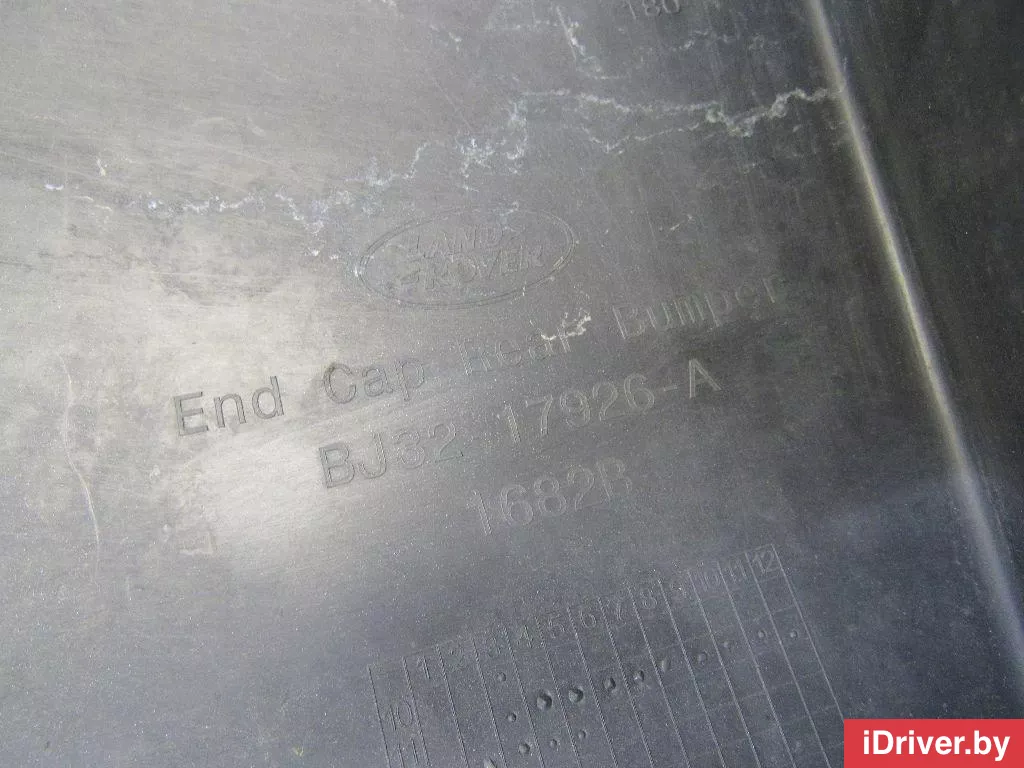 180
LAND-
-ROVER
End Cap Rear Bumper
BJ32 17926-A
1682B
1 2 3 4 5 6 7 8 9 10 11 12
10
11
iDriver.by